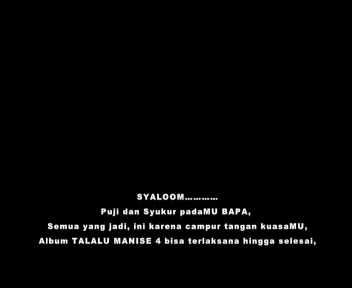 SYALOOM............
Puji dan Syukur padaMU BAPA,
Semua yang jadi, ini karena campur tangan kuasaMU,
Album TALALU MANISE 4 bisa terlaksana hingga selesai,